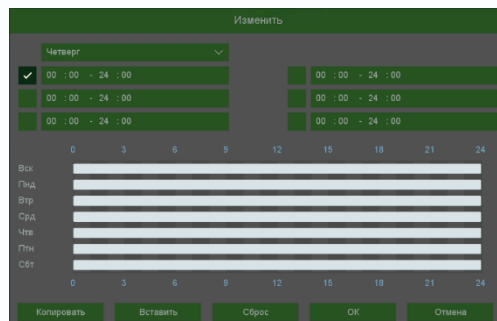 Изменить
Четверг
00 :00 - 24 :00 00 :00 - 24 :00
00 :00 - 24 :00 00 :00 - 24 :00
00 :00 - 24 :00 00 :00 - 24 :00
0 3 6 9 12 15 18 21 24
Вск
Пнд
Втр
Срд
Чтв
Птн
Сбт
0 3 6 9 12 15 18 21 24
Копировать Вставить Сброс ОК Отмена